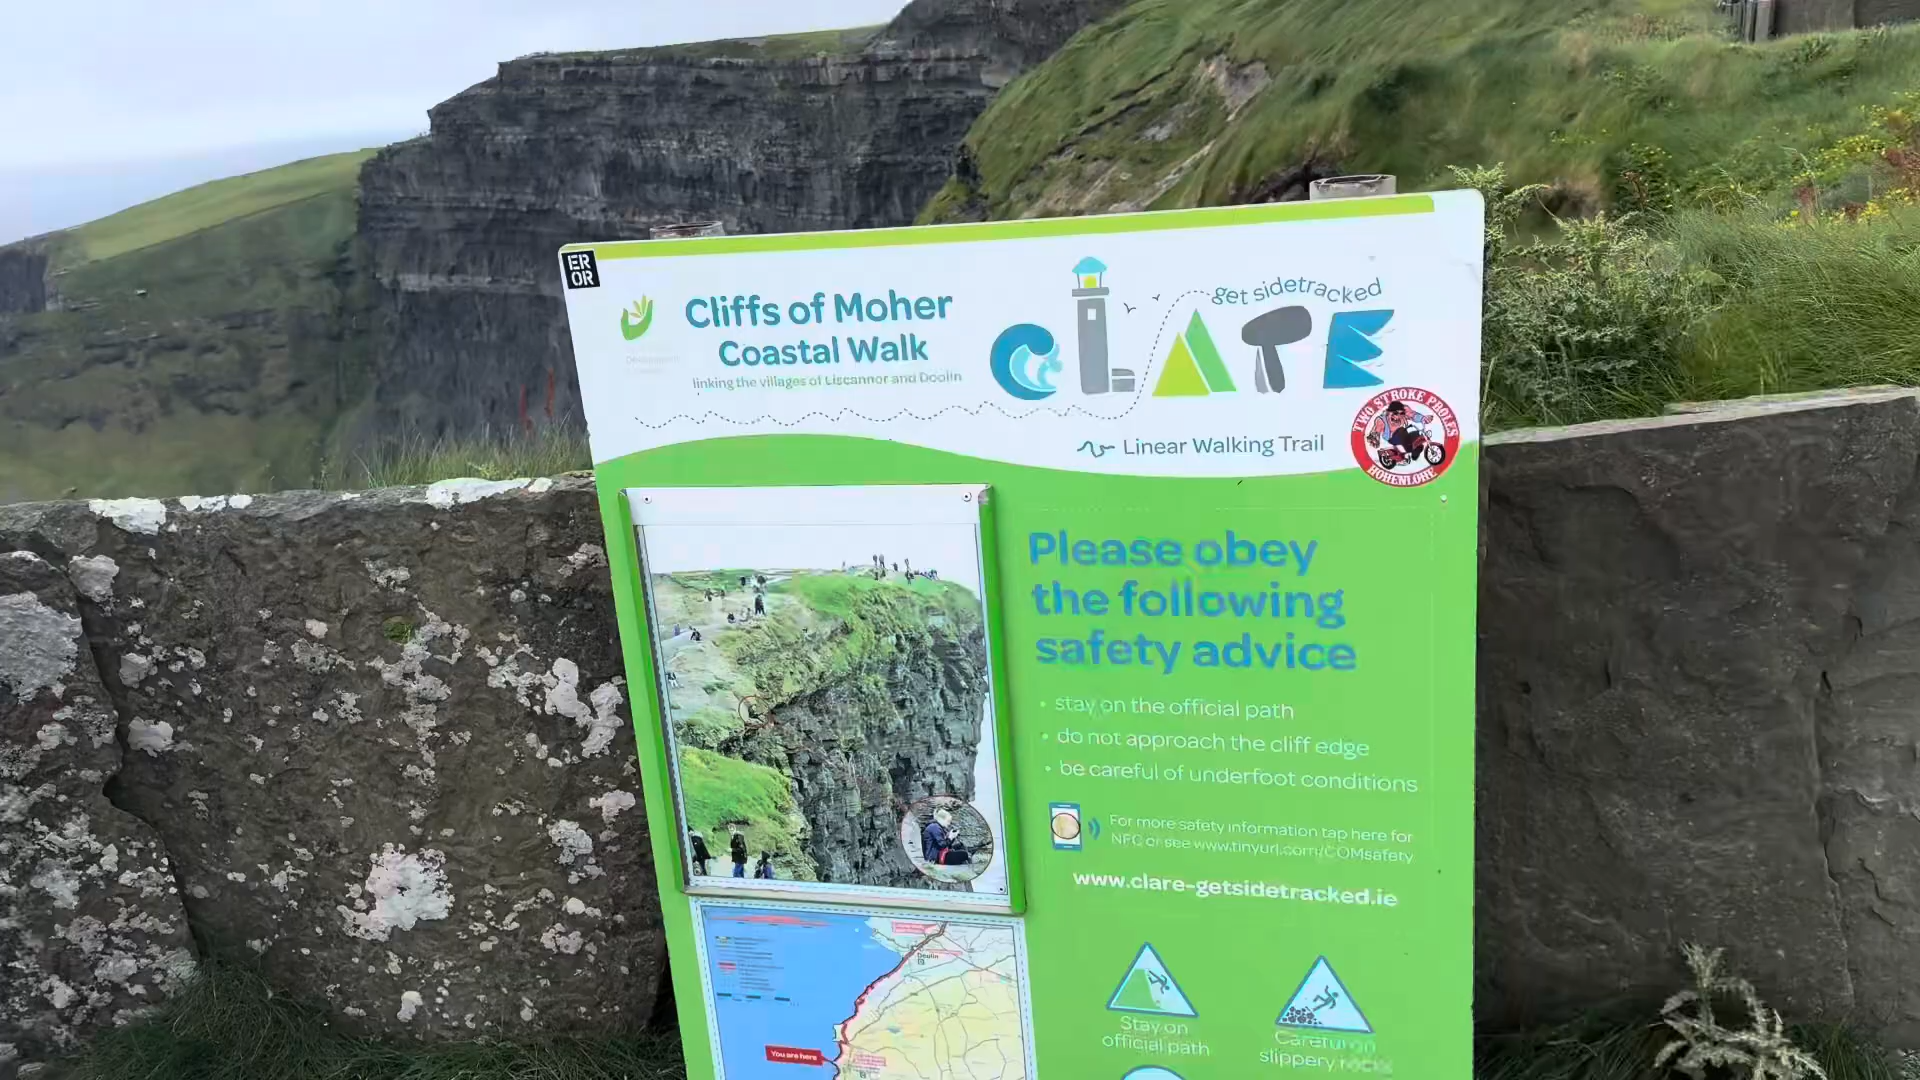 ER
OR
Cliffs of Moher
Coastal Walk
linking the villages of Liscannor and Doolin
get sidetracked
CLATE
Linear Walking Trail
TWO STROKE PROLES
HOHENLOHE
Please obey
the following
safety advice
• stay on the official path
• do not approach the cliff edge
• be careful of underfoot conditions
For more safety information tap here for
NFC or see www.tinyurl.com/COMsafety
www.clare-getsidetracked.ie
Doolin
You are here
Stay on
official path
Careful on
slippery rocks